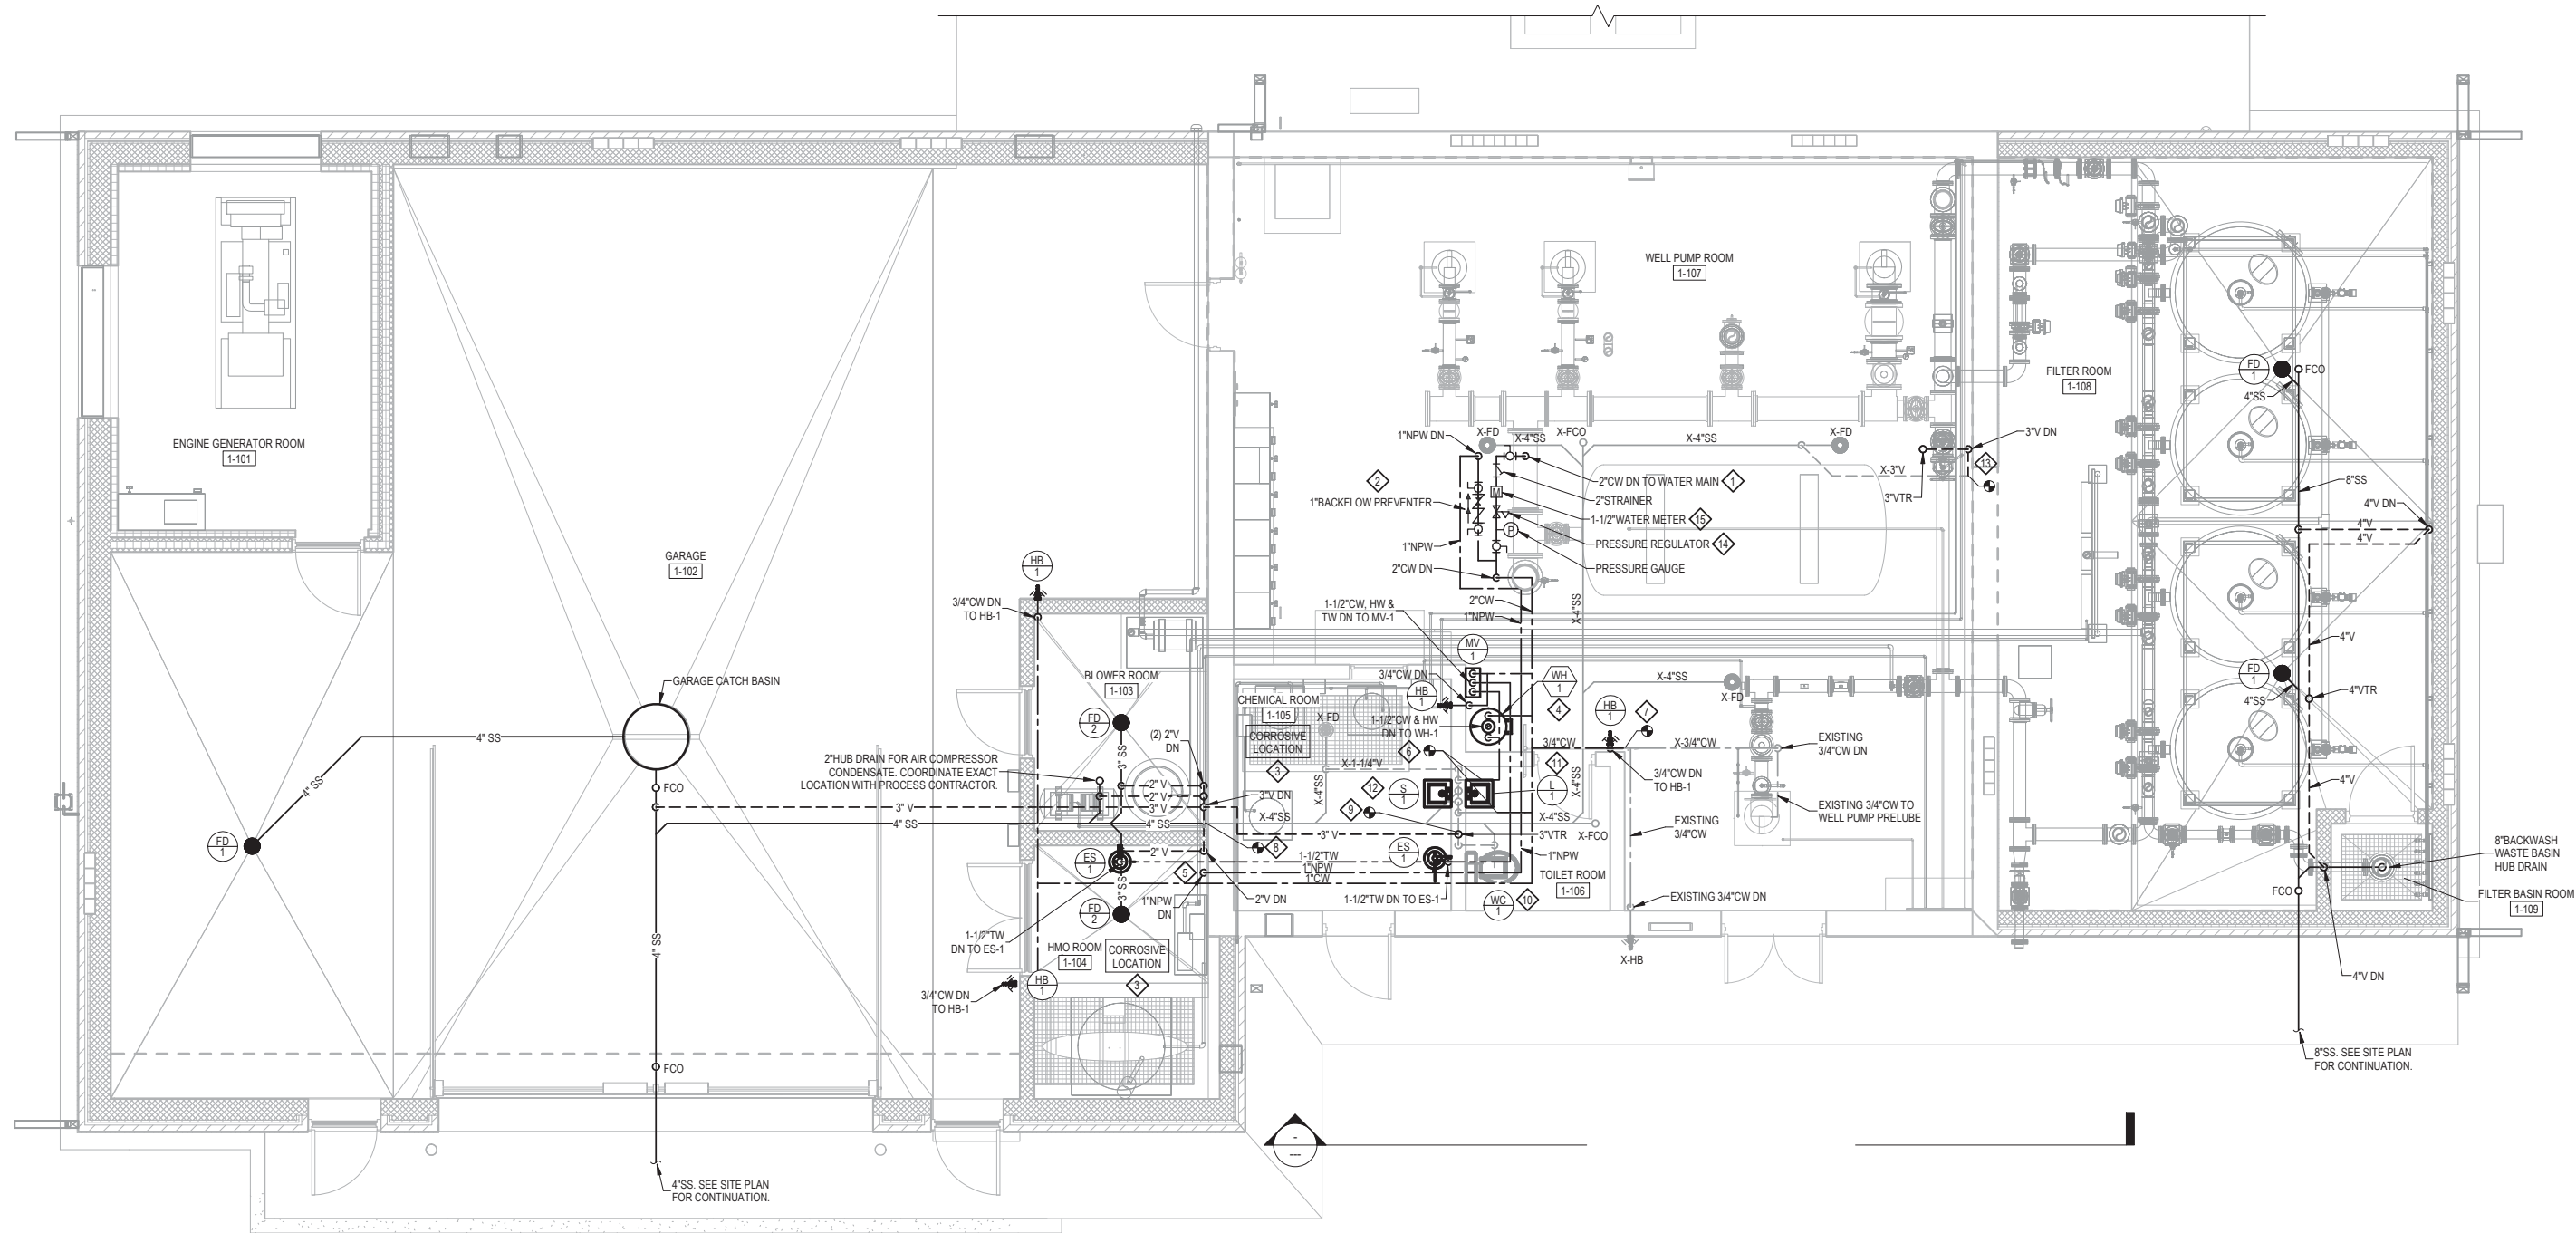 WELL PUMP ROOM
1-107
FD
1
FCO
FILTER ROOM
1-108
4"SS
ENGINE GENERATOR ROOM
1-101
1"NPW DN
X-FD
X-4"SS
X-FCO
X-4"SS
X-FD
3"V DN
13
X-3"V
3"VTR
2
2"CW DN TO WATER MAIN
1
2"STRAINER
1"BACKFLOW PREVENTER
M
1-1/2"WATER METER
15
8"SS
4"V DN
4"V
4"V
P
1"NPW
PRESSURE REGULATOR
14
PRESSURE GAUGE
2"CW DN
GARAGE
1-102
HB
1
3/4"CW DN
TO HB-1
1-1/2"CW, HW &
TW DN TO MV-1
2"CW
1"NPW
X-4"SS
MV
1
4"V
GARAGE CATCH BASIN
BLOWER ROOM
1-103
3/4"CW DN
HB
1
WH
1
4
X-4"SS
X-FD
FD
1
4"SS
4"VTR
CHEMICAL ROOM
1-105
X-FD
CORROSIVE
LOCATION
3
1-1/2"CW & HW
DN TO WH-1
6
HB
1
7
FD
2
4" SS
(2) 2"V
DN
3/4"CW
X-3/4"CW
EXISTING
3/4"CW DN
2"HUB DRAIN FOR AIR COMPRESSOR
CONDENSATE. COORDINATE EXACT
LOCATION WITH PROCESS CONTRACTOR.
3" SS
X-1-1/4"V
11
3/4"CW DN
TO HB-1
4" SS
FCO
2" V
2" V
3" V
3"V DN
X-4"SS
12
S
1
L
1
X-4"SS
4"V
3" V
9
EXISTING 3/4"CW TO
WELL PUMP PRELUBE
4" SS
4" SS
X-4"SS
X-4"SS
X-FCO
3" V
3"VTR
EXISTING
3/4"CW
FD
1
8
8"BACKWASH
WASTE BASIN
HUB DRAIN
ES
1
2" V
ES
1
1-1/2"TW
1"NPW
1"CW
1"NPW
5
TOILET ROOM
1-106
FCO
FILTER BASIN ROOM
1-109
3" SS
1"NPW
DN
2"V DN
1-1/2"TW DN TO ES-1
WC
1
10
EXISTING 3/4"CW DN
FD
2
1-1/2"TW
DN TO ES-1
4" SS
HMO ROOM
1-104
CORROSIVE
LOCATION
3
X-HB
4"V DN
HB
1
3/4"CW DN
TO HB-1
FCO
8"SS. SEE SITE PLAN
FOR CONTINUATION.
-
---
4"SS. SEE SITE PLAN
FOR CONTINUATION.